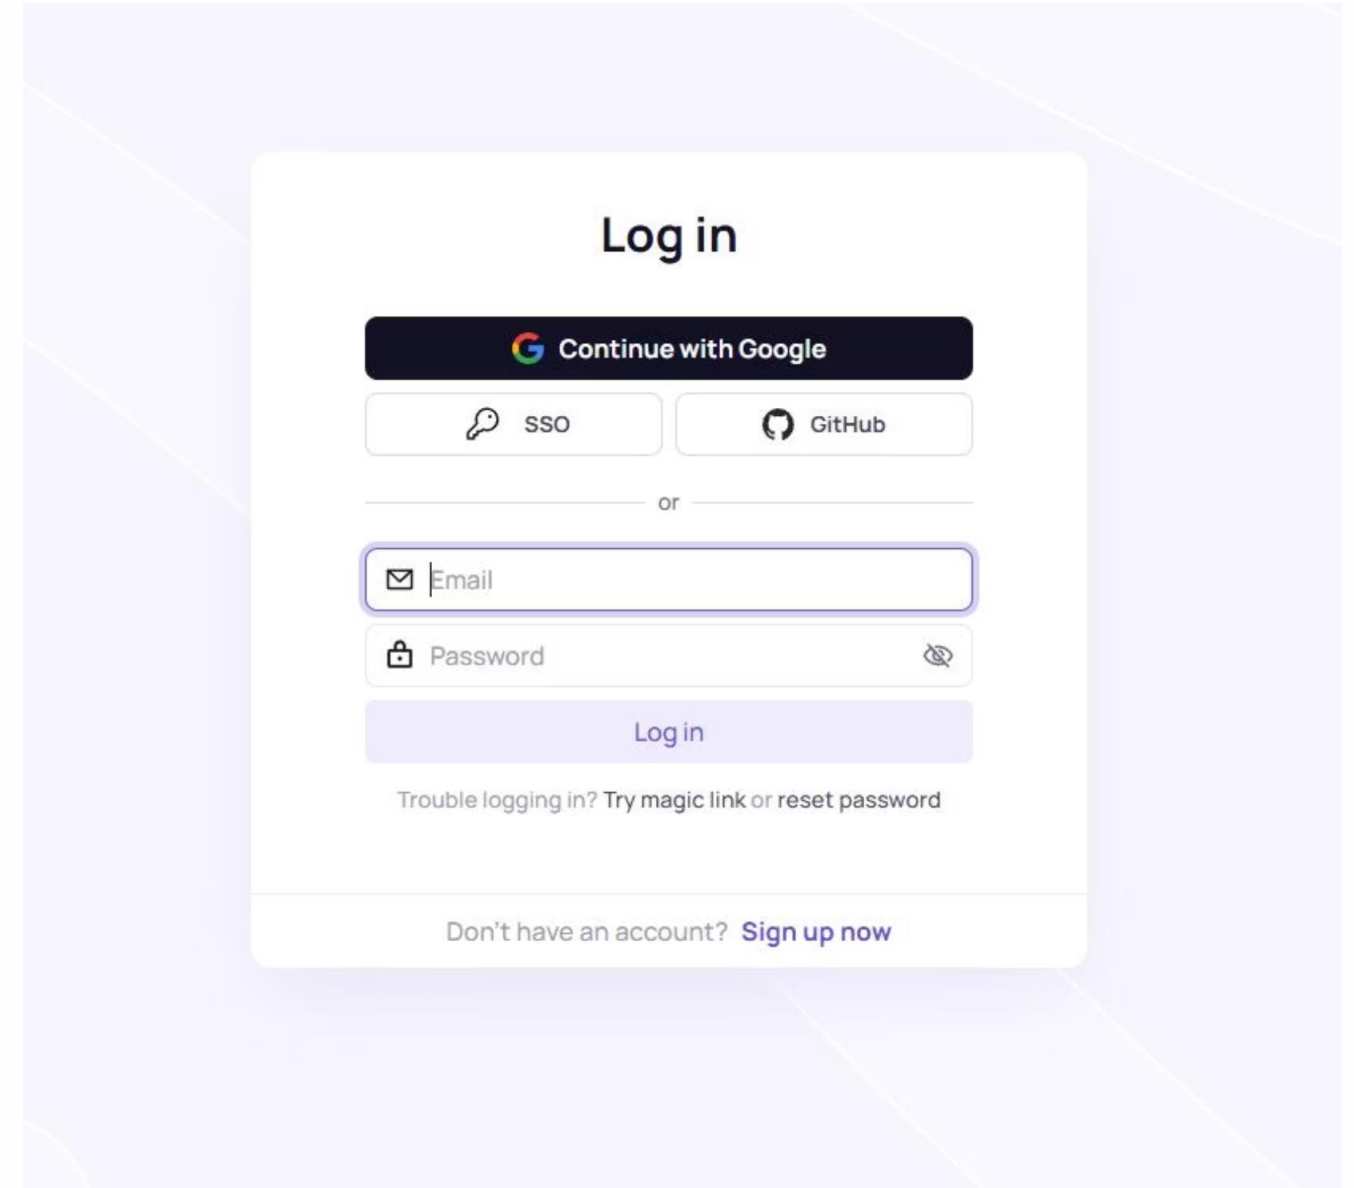 Log in
Continue with Google
SSO GitHub
or
Email
Password
Log in
Trouble logging in? Try magic link or reset password
Don't have an account? Sign up now